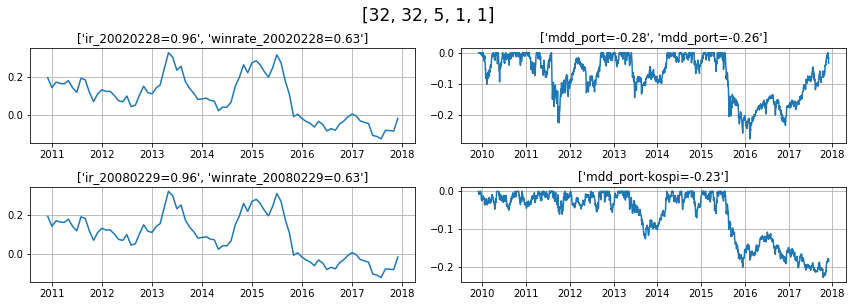 [32, 32, 5, 1, 1]
['ir_20020228=0.96', 'winrate_20020228=0.63']
0.2
0.0
2011 2012 2013 2014 2015 2016 2017 2018
['mdd_port=-0.28', 'mdd_port=-0.26']
0.0
−0.1
−0.2
2010 2011 2012 2013 2014 2015 2016 2017 2018
['ir_20080229=0.96', 'winrate_20080229=0.63']
0.2
0.0
2011 2012 2013 2014 2015 2016 2017 2018
['mdd_port-kospi=-0.23']
0.0
−0.1
−0.2
2010 2011 2012 2013 2014 2015 2016 2017 2018